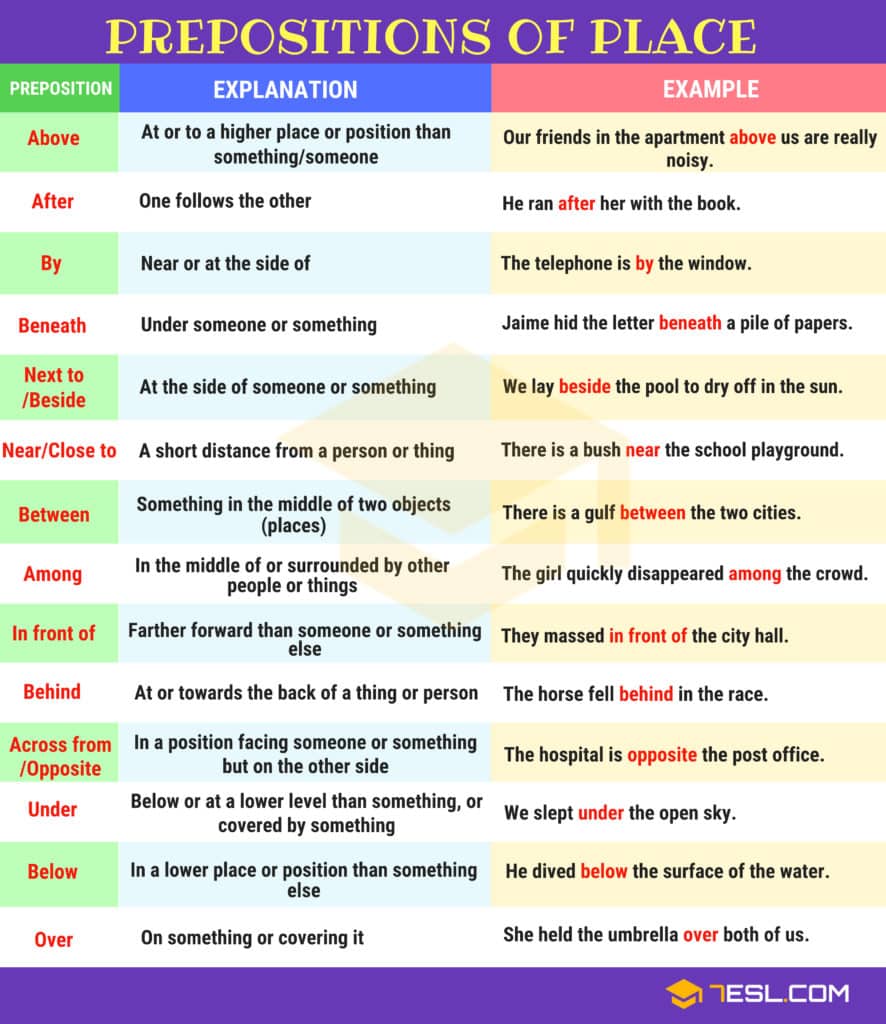 PREPOSITIONS OF PLACE
PREPOSITION EXPLANATION EXAMPLE
Above
At or to a higher place or position than
something/someone
Our friends in the apartment above us are really
noisy.
After
One follows the other
He ran after her with the book.
By
Near or at the side of
The telephone is by the window.
Beneath
Under someone or something
Jaime hid the letter beneath a pile of papers.
Next to
/Beside
At the side of someone or something
We lay beside the pool to dry off in the sun.
Near/Close to
A short distance from a person or thing
There is a bush near the school playground.
Between
Something in the middle of two objects
(places)
There is a gulf between the two cities.
Among
In the middle of or surrounded by other
people or things
The girl quickly disappeared among the crowd.
In front of
Farther forward than someone or something
else
They massed in front of the city hall.
Behind
At or towards the back of a thing or person
The horse fell behind in the race.
Across from
/Opposite
In a position facing someone or something
but on the other side
The hospital is opposite the post office.
Under
Below or at a lower level than something, or
covered by something
We slept under the open sky.
Below
In a lower place or position than something
else
He dived below the surface of the water.
Over
On something or covering it
She held the umbrella over both of us.
7ESL.COM